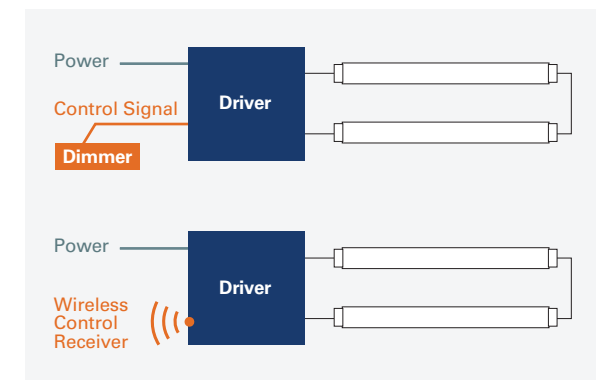 Power
Control Signal
Driver
Dimmer
Power
Driver
Wireless
Control
Receiver